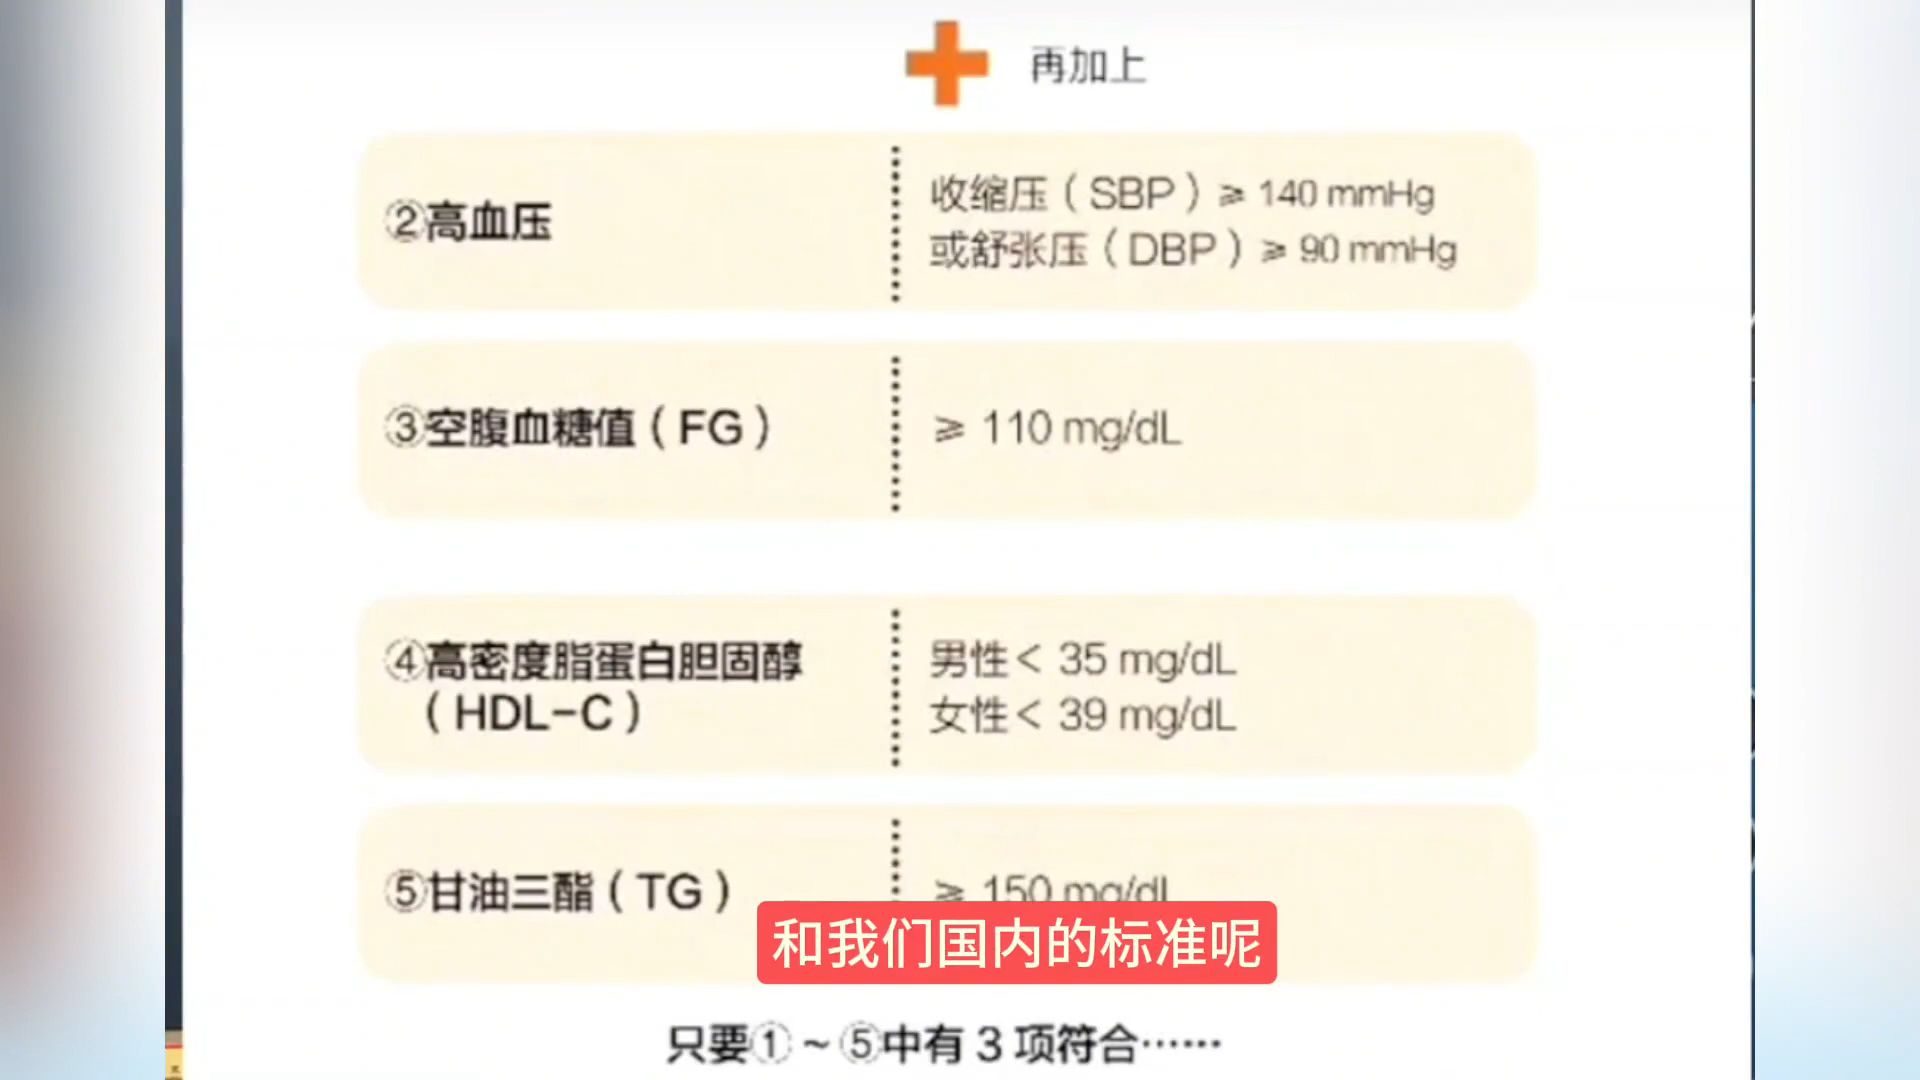 再加上
②高血压
收缩压（SBP）≥ 140 mmHg
或舒张压（DBP）≥ 90 mmHg
③空腹血糖值（FG）
≥ 110 mg/dL
④高密度脂蛋白胆固醇
（HDL-C）
男性< 35 mg/dL
女性< 39 mg/dL
⑤甘油三酯（TG）
≥ 150 mg/dL
和我们国内的标准呢
只要①~⑤中有 3 项符合……